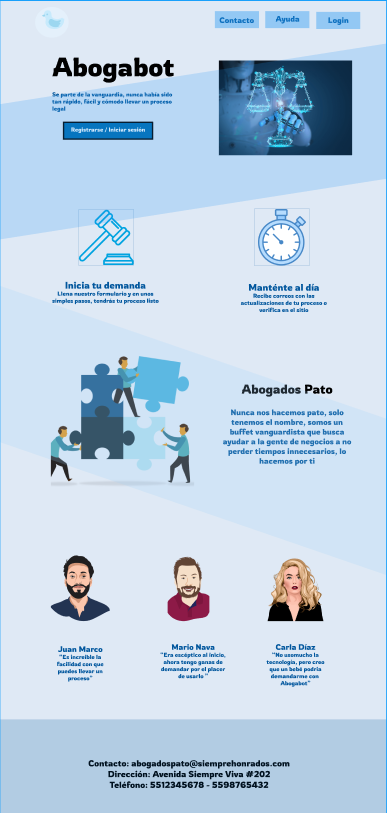 Contacto
Ayuda
Login
Abogabot
Se parte de la vanguardia, nunca había sido
tan rápido, fácil y cómodo llevar un proceso
legal
Registrarse / Iniciar sesión
Inicia tu demanda
Llena nuestro formulario y en unos
simples pasos, tendrás tu proceso listo
Manténte al día
Recibe correos con las
actualizaciones de tu proceso o
verifica en el sitio
Abogados Pato
Nunca nos hacemos pato, solo
tenemos el nombre, somos un
buffet vanguardista que busca
ayudar a la gente de negocios a no
perder tiempos innecesarios, lo
hacemos por ti
Juan Marco
"Es increíble la
facilidad con que
puedes llevar un
proceso"
Mario Nava
"Era escéptico al inicio,
ahora tengo ganas de
demandar por el placer
de usarlo "
Carla Díaz
"No usomucho la
tecnología, pero creo
que un bebé podría
demandarme con
Abogabot"
Contacto: abogadospato@siemprehonrados.com
Dirección: Avenida Siempre Viva #202
Teléfono: 5512345678 - 5598765432